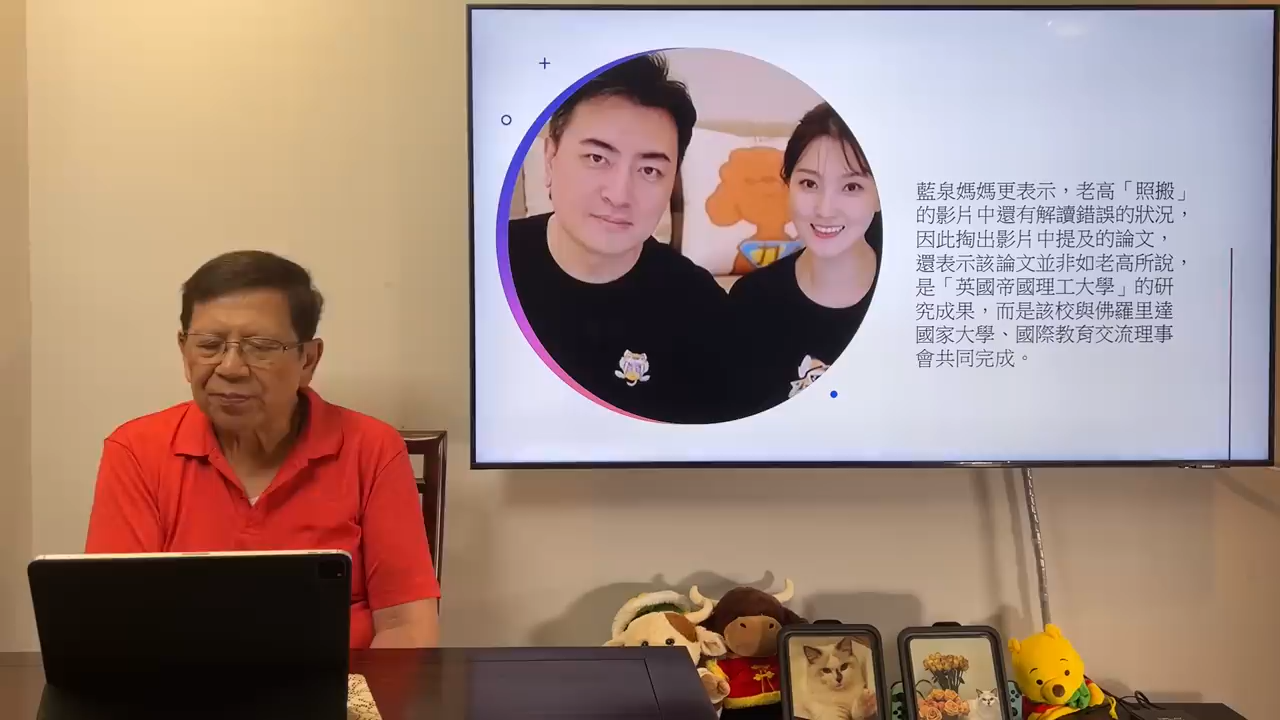 藍泉媽媽更表示，老高「照搬」
的影片中還有解讀錯誤的狀況，
因此掏出影片中提及的論文，
還表示該論文並非如老高所說，
是「英國帝國理工大學」的研
究成果，而是該校與佛羅里達
國家大學、國際教育交流理事
會共同完成。